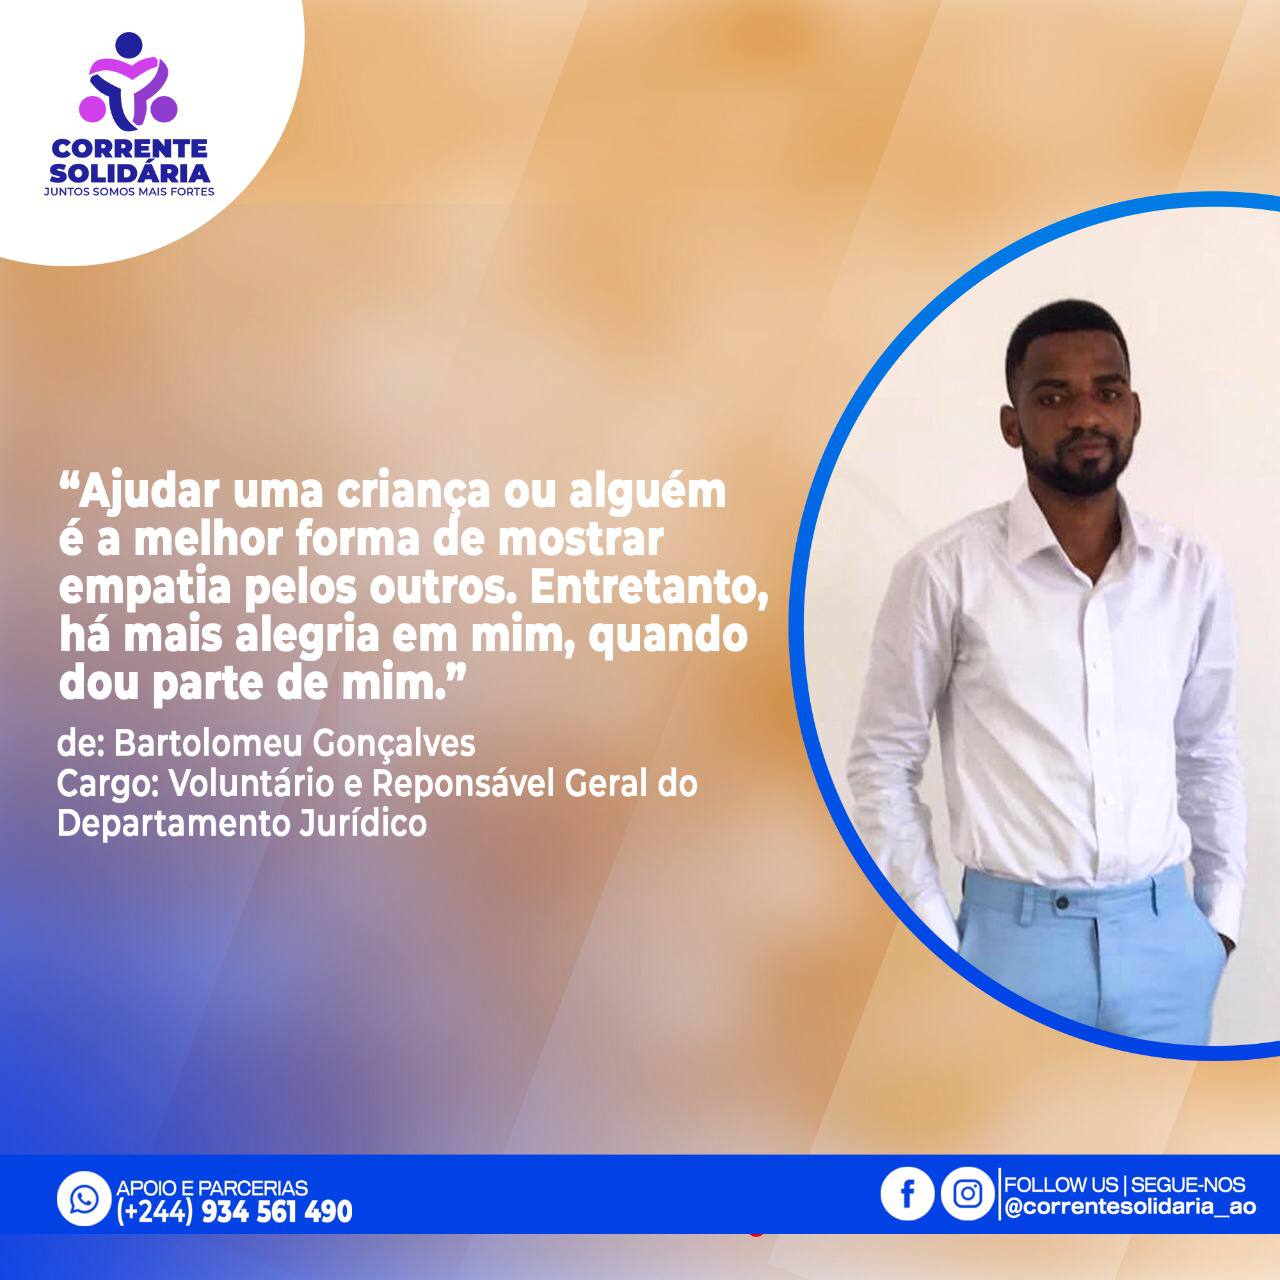 CORRENTE
SOLIDÁRIA
JUNTOS SOMOS MAIS FORTES
“Ajudar uma criança ou alguém
é a melhor forma de mostrar
empatia pelos outros. Entretanto,
há mais alegria em mim, quando
dou parte de mim.”
de: Bartolomeu Gonçalves
Cargo: Voluntário e Reponsável Geral do
Departamento Jurídico
APOIO E PARCERIAS
(+244) 934 561 490
FOLLOW US | SEGUE-NOS
@correntesolidaria_ao